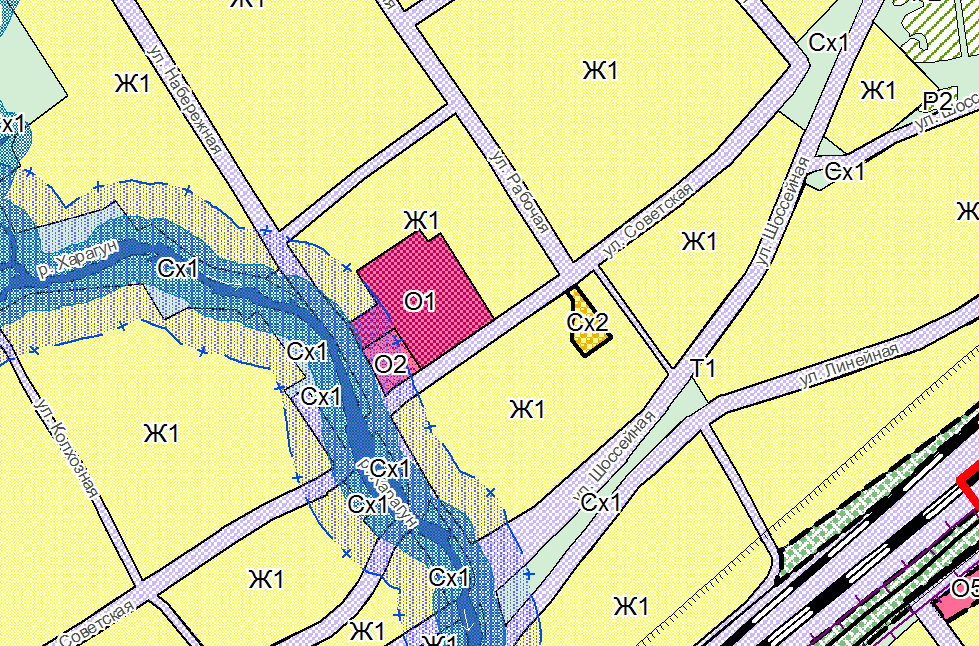 Ж1
Сх1
Ж1
Ж1
Ж1
Р2
х1
ул. Набережная
ул. Шосс
ул. Рабочая
Сх1
ул. Советская
ул. Шоссейная
Ж
Ж1
Ж1
р. Харагун
Сх1
О1
Сх2
Сх1
О2
Т1
ул. Линейная
Сх1
Ж1
ул. Колхозная
Ж1
ул. Шоссейная
Сх1
р. Харагун
Сх1
Сх1
Ж1
Сх1
О5
Ж1
Советская
Ж1
Ж1